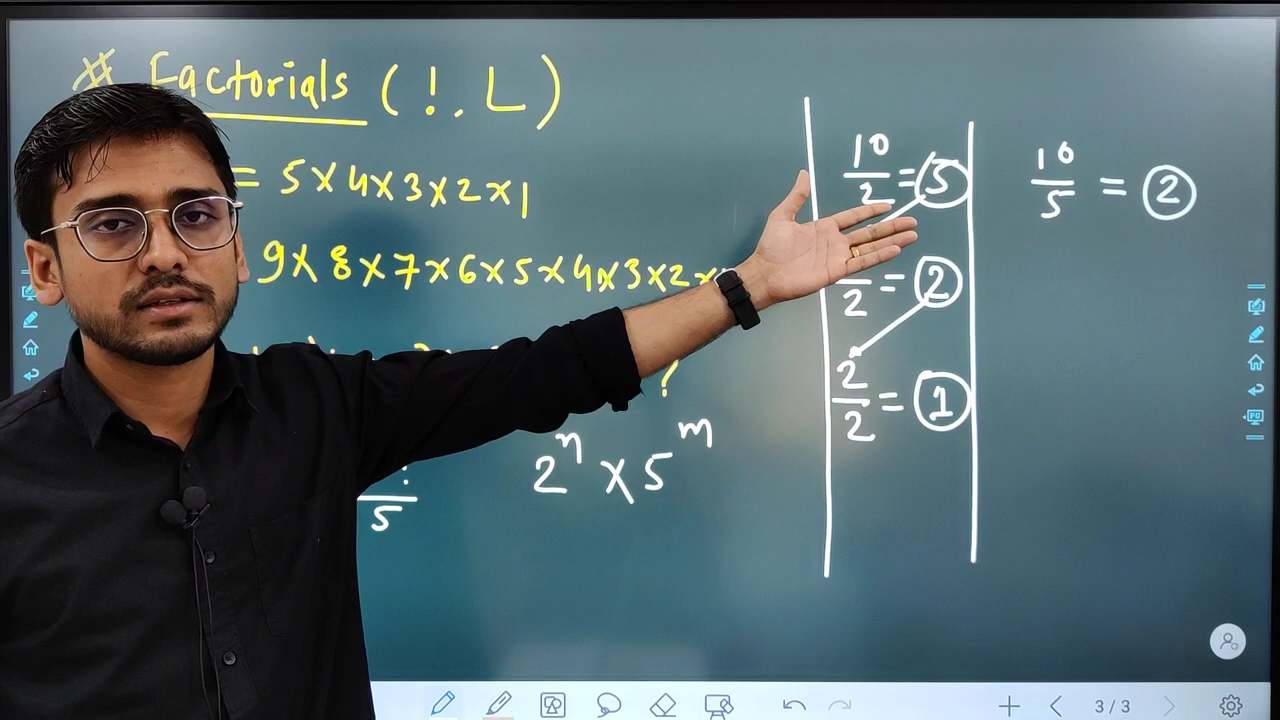 # Factorials ( !. L )
= 5×4×3×2×1
9×8×7×6×5×4×3×2×
?
5
2ⁿ × 5ᵐ
10/2 = 5
2 = 2
2/2 = 1
10/5 = 2
3/3